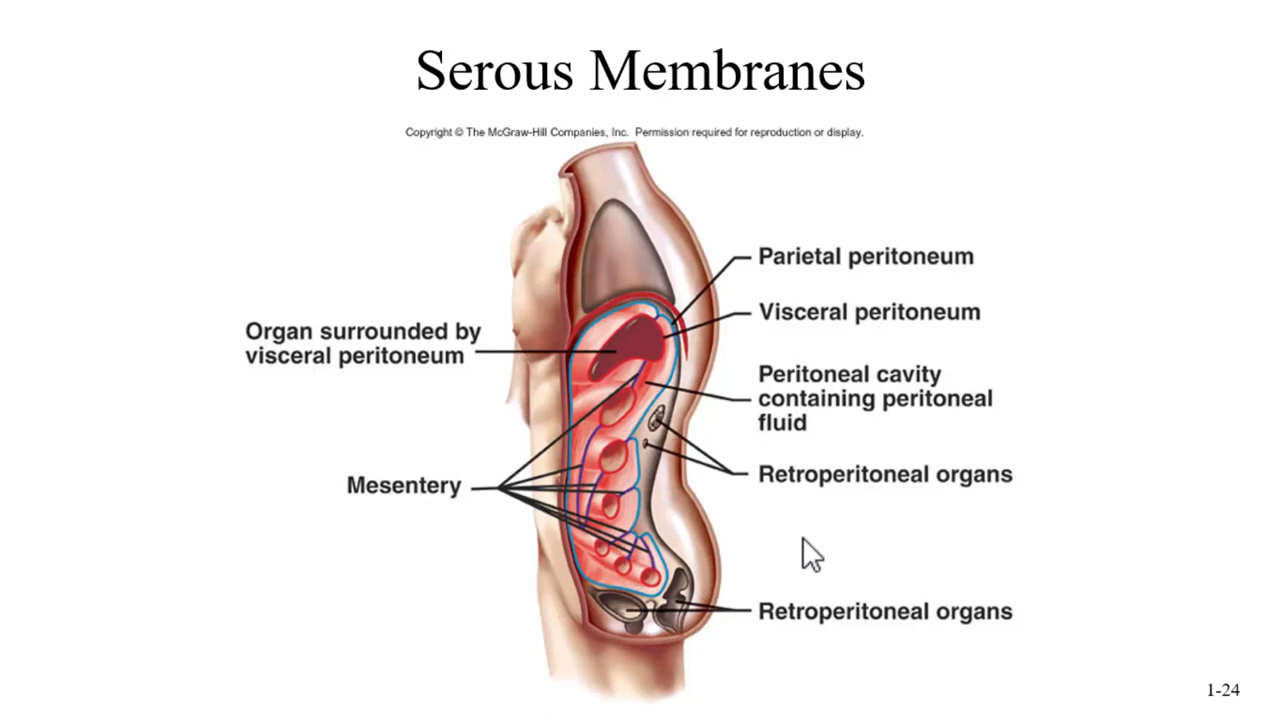 Serous Membranes
Copyright © The McGraw-Hill Companies, Inc. Permission required for reproduction or display.
Parietal peritoneum
Visceral peritoneum
Organ surrounded by
visceral peritoneum
Peritoneal cavity
containing peritoneal
fluid
Retroperitoneal organs
Mesentery
Retroperitoneal organs
1-24